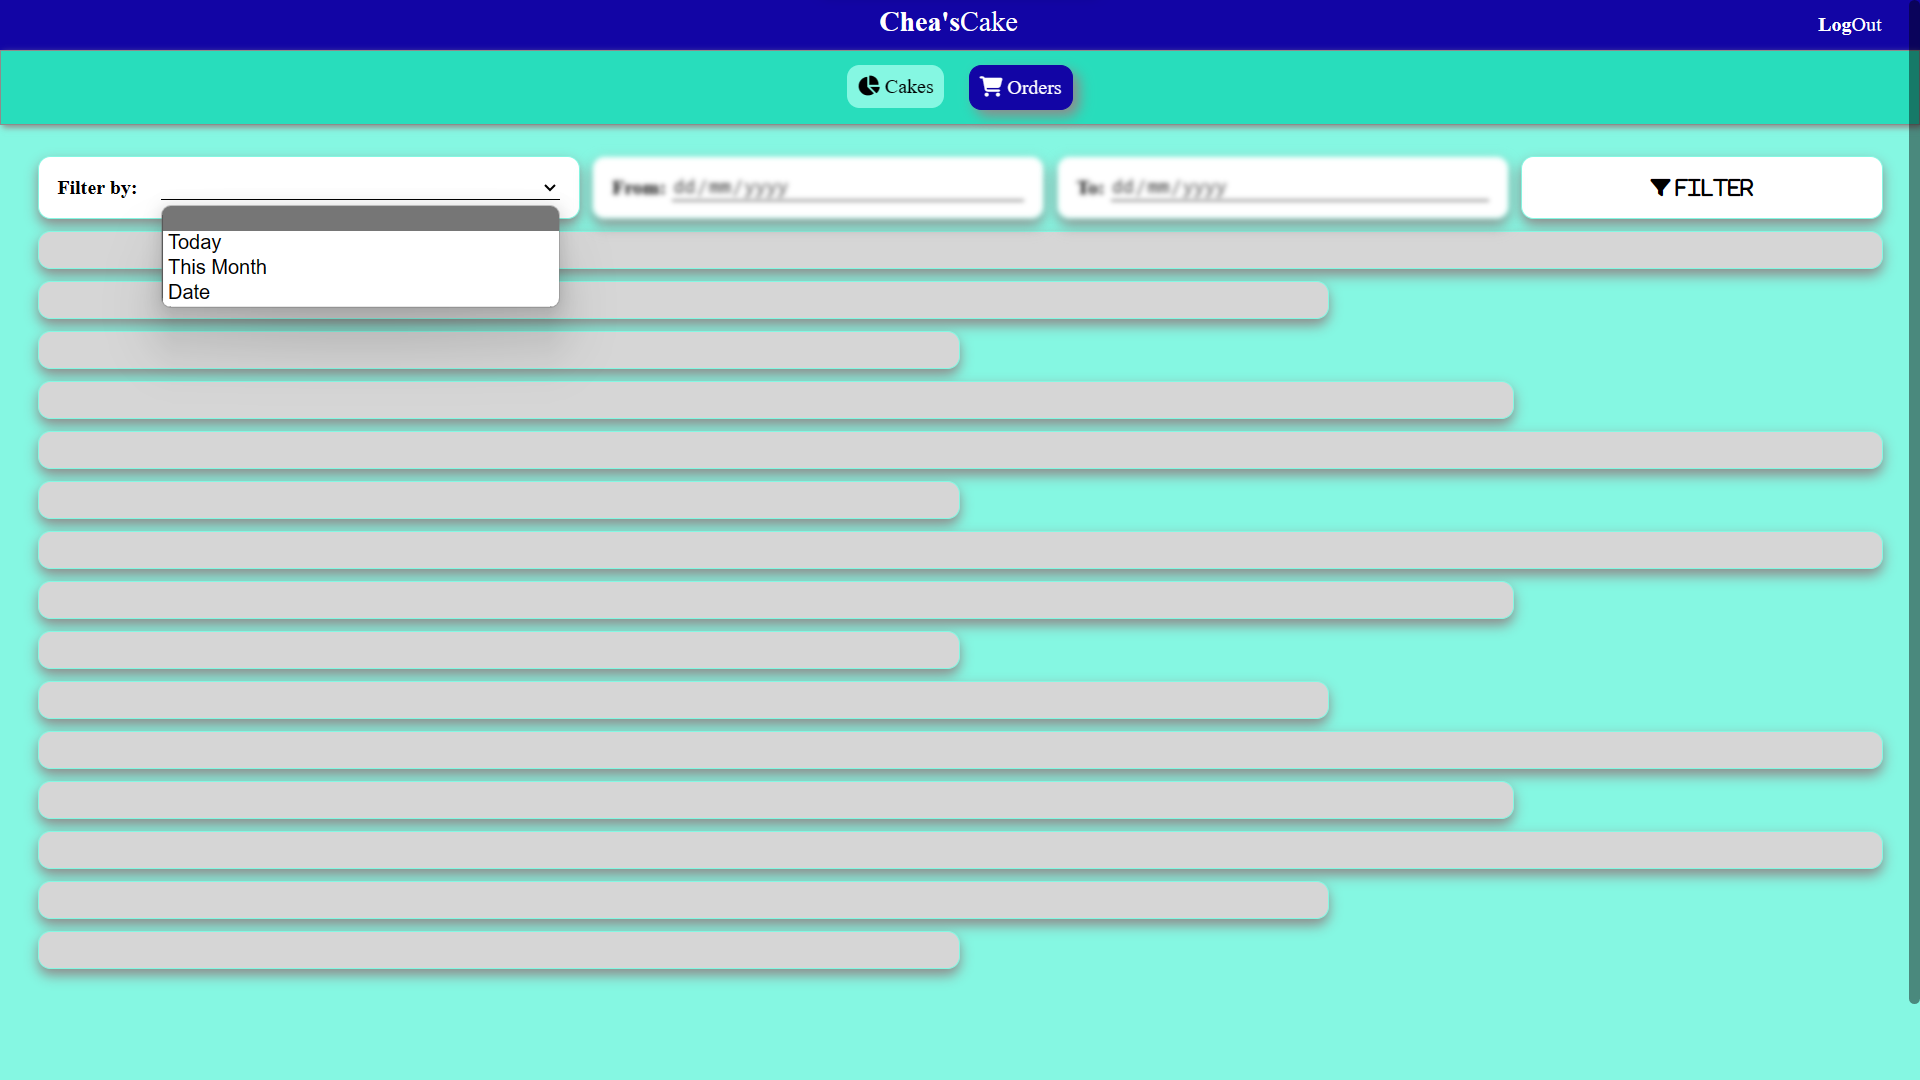 Chea'sCake
LogOut
Cakes
Orders
Filter by:
From: dd/mm/yyyy
To: dd/mm/yyyy
FILTER
Today
This Month
Date